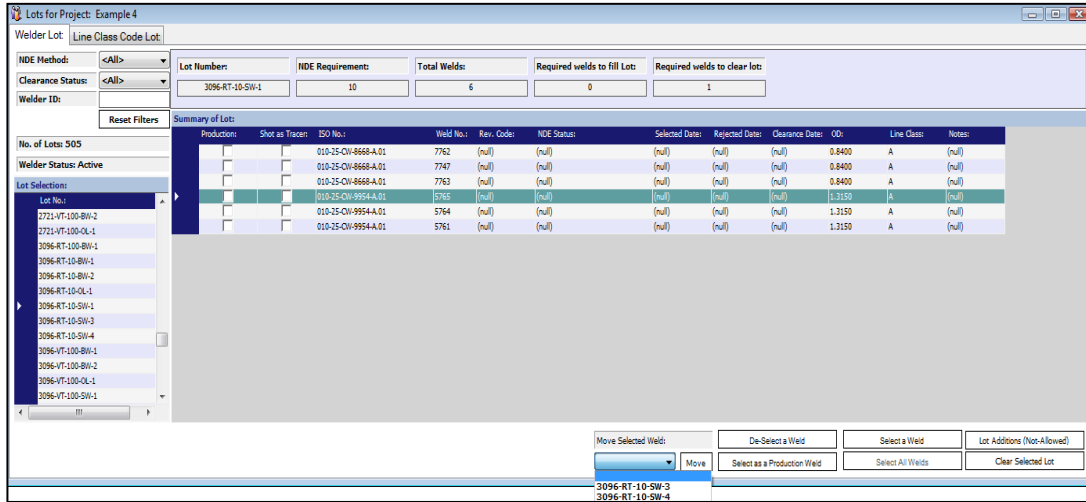 Lots for Project: Example 4
Welder Lot: Line Class Code Lot:
NDE Method: <All>
Clearance Status: <All>
Welder ID:
Reset Filters
No. of Lots: 505
Welder Status: Active
Lot Selection:
Lot No.:
2721-VT-100-BW-2
2721-VT-100-OL-1
3096-RT-100-BW-1
3096-RT-10-BW-1
3096-RT-10-BW-2
3096-RT-10-OL-1
3096-RT-10-SW-1
3096-RT-10-SW-3
3096-RT-10-SW-4
3096-VT-100-BW-1
3096-VT-100-BW-2
3096-VT-100-OL-1
3096-VT-100-SW-1
Lot Number: NDE Requirement: Total Welds: Required welds to fill Lot: Required welds to clear lot:
3096-RT-10-SW-1 10 6 0 1
Summary of Lot:
Production: Shot as Tracer: ISO No.: Weld No.: Rev. Code: NDE Status: Selected Date: Rejected Date: Clearance Date: OD: Line Class: Notes:
010-25-CW-8668-A.01 7762 (null) (null) (null) (null) (null) 0.8400 A (null)
010-25-CW-8668-A.01 7747 (null) (null) (null) (null) (null) 0.8400 A (null)
010-25-CW-8668-A.01 7763 (null) (null) (null) (null) (null) 0.8400 A (null)
010-25-CW-9954-A.01 5765 (null) (null) (null) (null) (null) 1.3150 A (null)
010-25-CW-9954-A.01 5764 (null) (null) (null) (null) (null) 1.3150 A (null)
010-25-CW-9954-A.01 5761 (null) (null) (null) (null) (null) 1.3150 A (null)
Move Selected Weld: De-Select a Weld Select a Weld Lot Additions (Not-Allowed)
Move Select as a Production Weld Select All Welds Clear Selected Lot
3096-RT-10-SW-3
3096-RT-10-SW-4